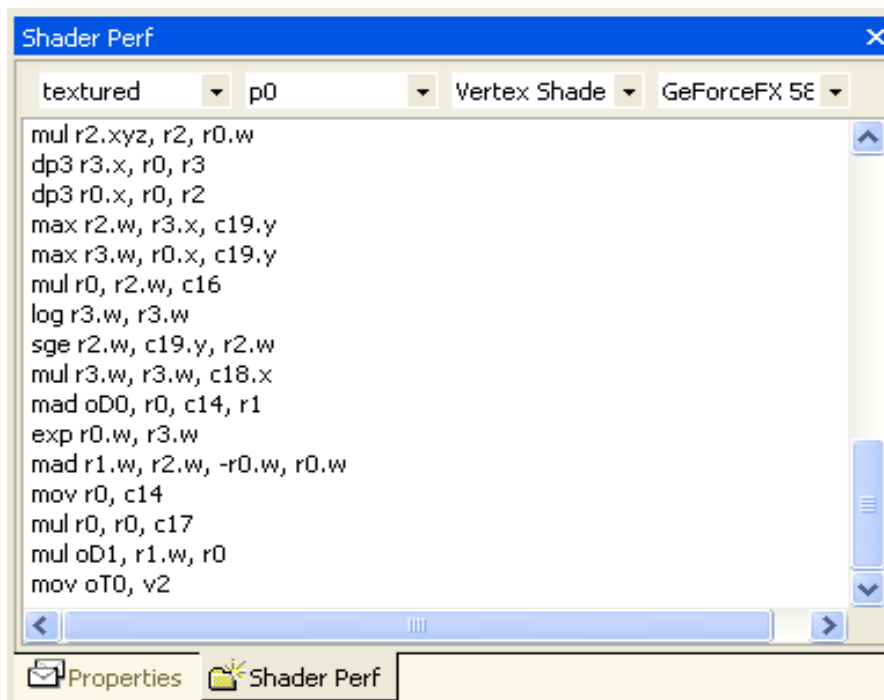 Shader Perf
textured p0 Vertex Shade GeForceFX 58
mul r2.xyz, r2, r0.w
dp3 r3.x, r0, r3
dp3 r0.x, r0, r2
max r2.w, r3.x, c19.y
max r3.w, r0.x, c19.y
mul r0, r2.w, c16
log r3.w, r3.w
sge r2.w, c19.y, r2.w
mul r3.w, r3.w, c18.x
mad oD0, r0, c14, r1
exp r0.w, r3.w
mad r1.w, r2.w, -r0.w, r0.w
mov r0, c14
mul r0, r0, c17
mul oD1, r1.w, r0
mov oT0, v2
Properties Shader Perf